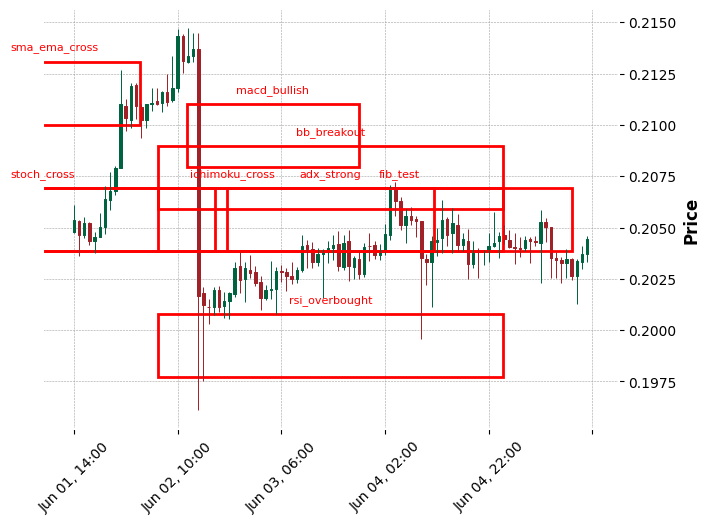 0.2150
sma_ema_cross
0.2125
macd_bullish
0.2100
bb_breakout
0.2075
stoch_cross
ichimoku_cross
adx_strong
fib_test
0.2050
Price
0.2025
rsi_overbought
0.2000
0.1975
Jun 01, 14:00
Jun 02, 10:00
Jun 03, 06:00
Jun 04, 02:00
Jun 04, 22:00